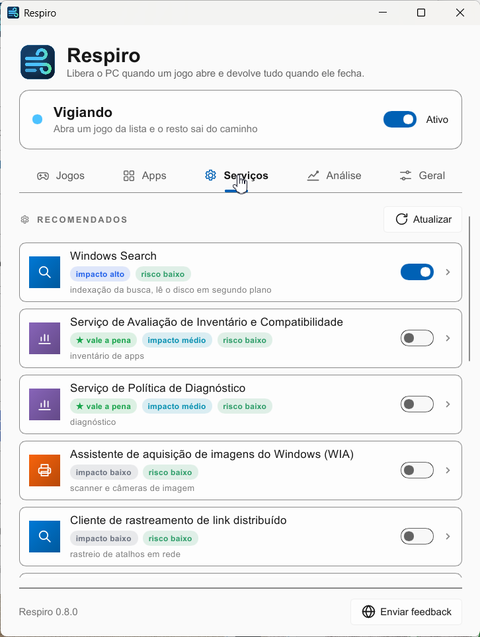 Respiro
Respiro
Libera o PC quando um jogo abre e devolve tudo quando ele fecha.
Vigiando
Abra um jogo da lista e o resto sai do caminho
Ativo
Jogos
Apps
Serviços
Análise
Geral
RECOMENDADOS
Atualizar
Windows Search
impacto alto
risco baixo
indexação da busca, lê o disco em segundo plano
Serviço de Avaliação de Inventário e Compatibilidade
★ vale a pena
impacto médio
risco baixo
inventário de apps
Serviço de Política de Diagnóstico
★ vale a pena
impacto médio
risco baixo
diagnóstico
Assistente de aquisição de imagens do Windows (WIA)
impacto baixo
risco baixo
scanner e câmeras de imagem
Cliente de rastreamento de link distribuído
impacto baixo
risco baixo
rastreio de atalhos em rede
Respiro 0.8.0
Enviar feedback